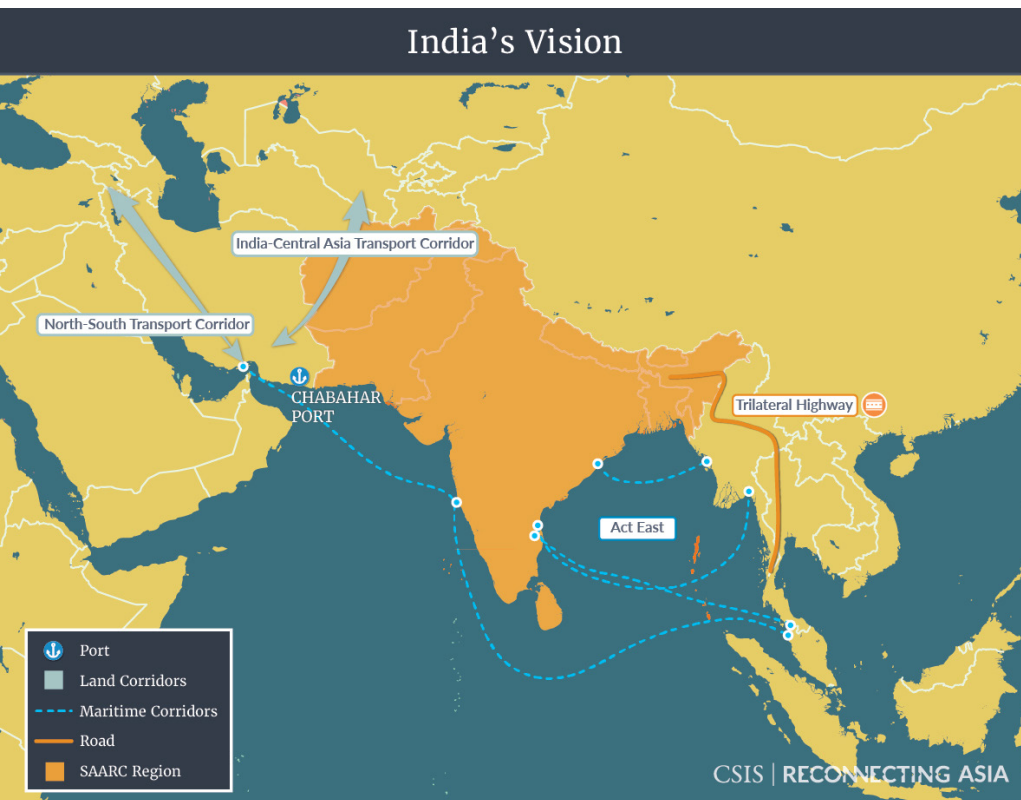 India’s Vision
India-Central Asia Transport Corridor
North-South Transport Corridor
CHABAHAR
PORT
Trilateral Highway
Act East
Port
Land Corridors
Maritime Corridors
Road
SAARC Region
CSIS | RECONNECTING ASIA